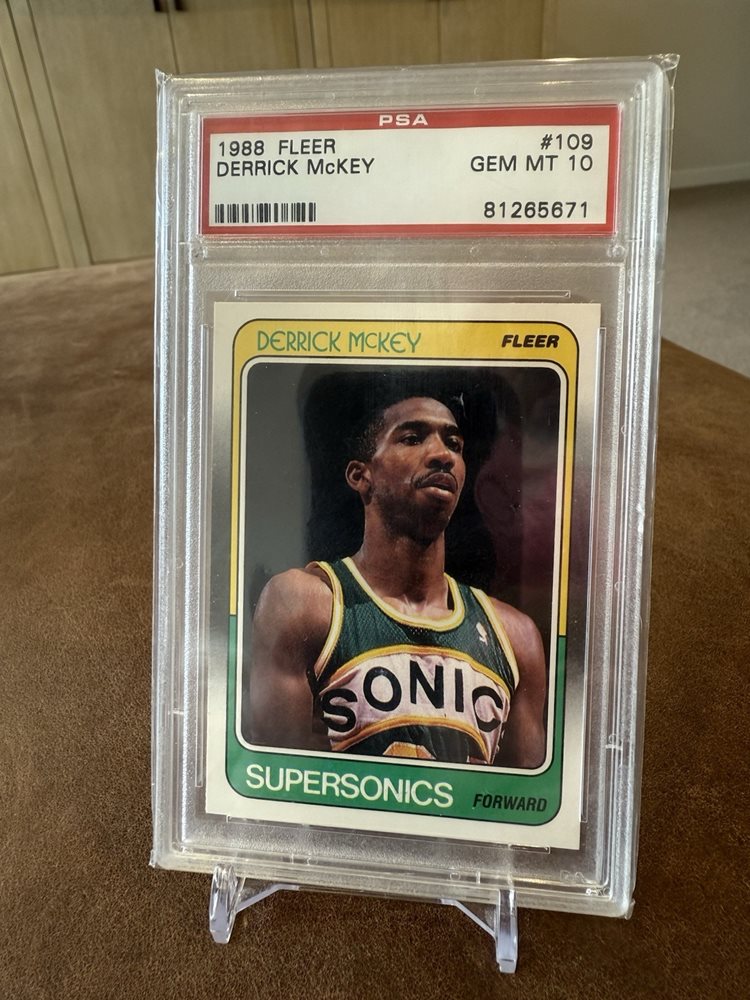 PSA
1988 FLEER #109
DERRICK McKEY GEM MT 10
81265671
DERRICK McKEY FLEER
SONIC
SUPERSONICS FORWARD